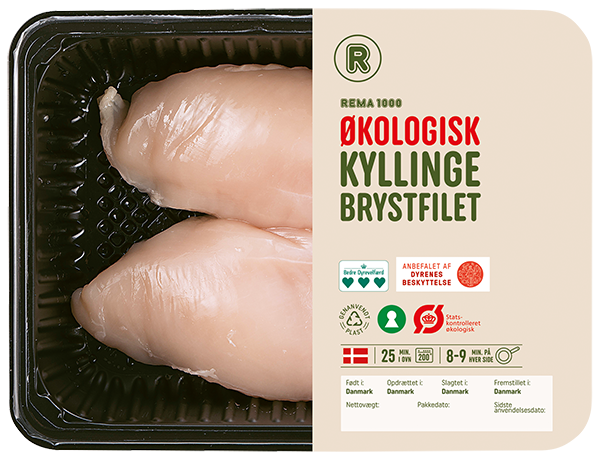 R
REMA 1000
ØKOLOGISK
KYLLINGE
BRYSTFILET
Bedre Dyrevelfærd
ANBEFALET AF
DYRENES
BESKYTTELSE
GENANVENDT
PLAST
Ø
Stats-
kontrolleret
økologisk
25 MIN.
I OVN
200°
8-9 MIN. PÅ
HVER SIDE
Født i: Opdrættet i: Slagtet i: Fremstillet i:
Danmark Danmark Danmark Danmark
Nettovægt: Pakkedato: Sidste
anvendelsesdato: